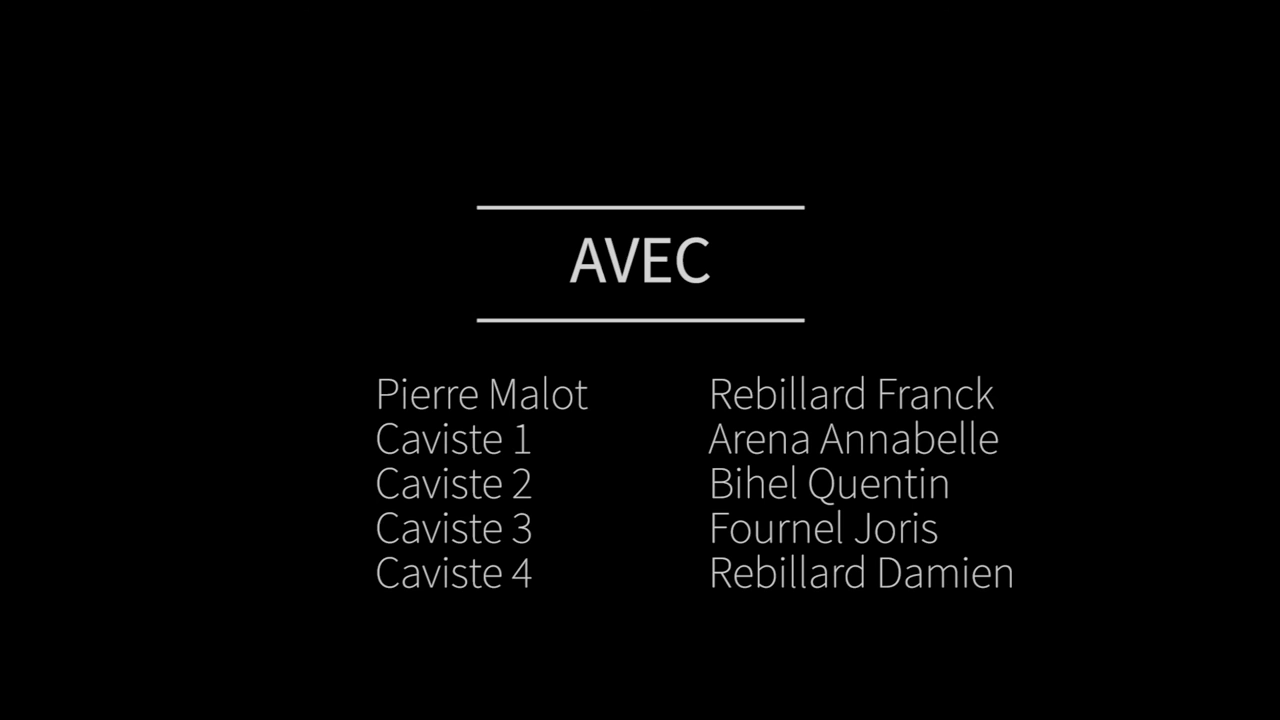 AVEC
Pierre Malot Rebillard Franck
Caviste 1 Arena Annabelle
Caviste 2 Bihel Quentin
Caviste 3 Fournel Joris
Caviste 4 Rebillard Damien